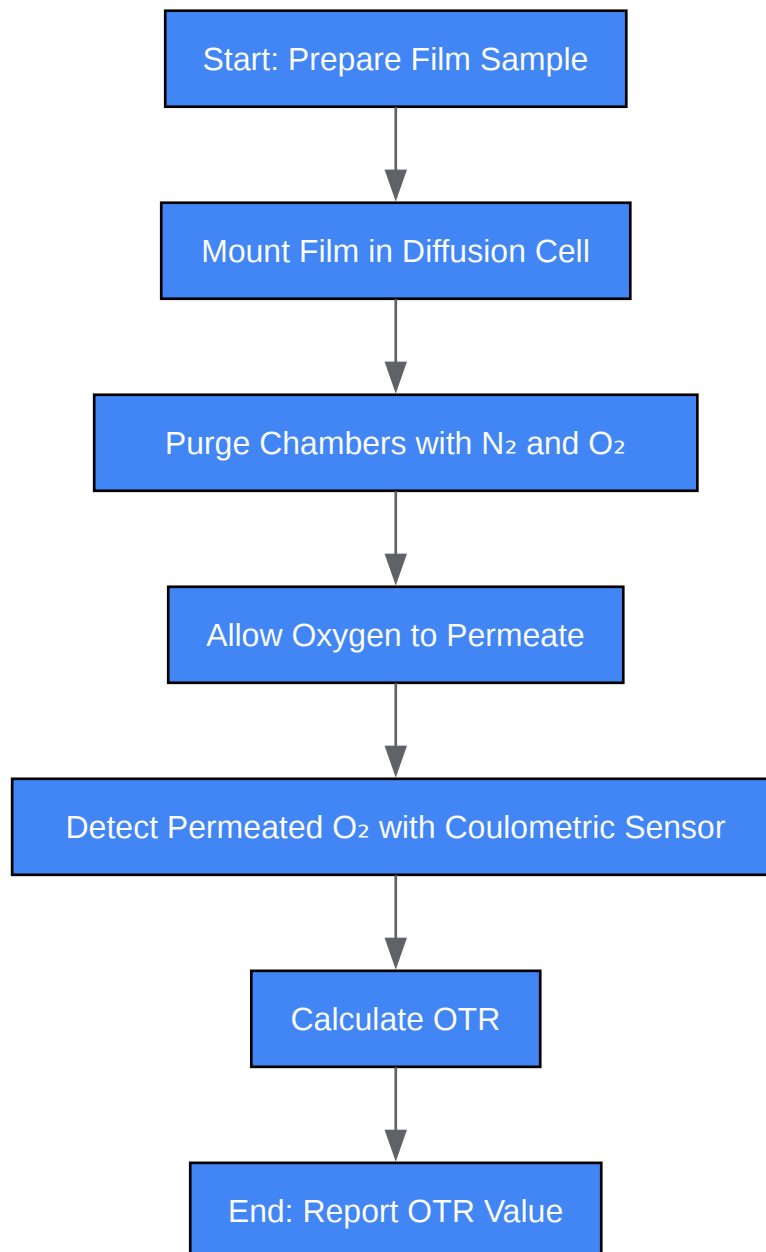 Start: Prepare Film Sample
Mount Film in Diffusion Cell
Purge Chambers with N₂ and O₂
Allow Oxygen to Permeate
Detect Permeated O₂ with Coulometric Sensor
Calculate OTR
End: Report OTR Value